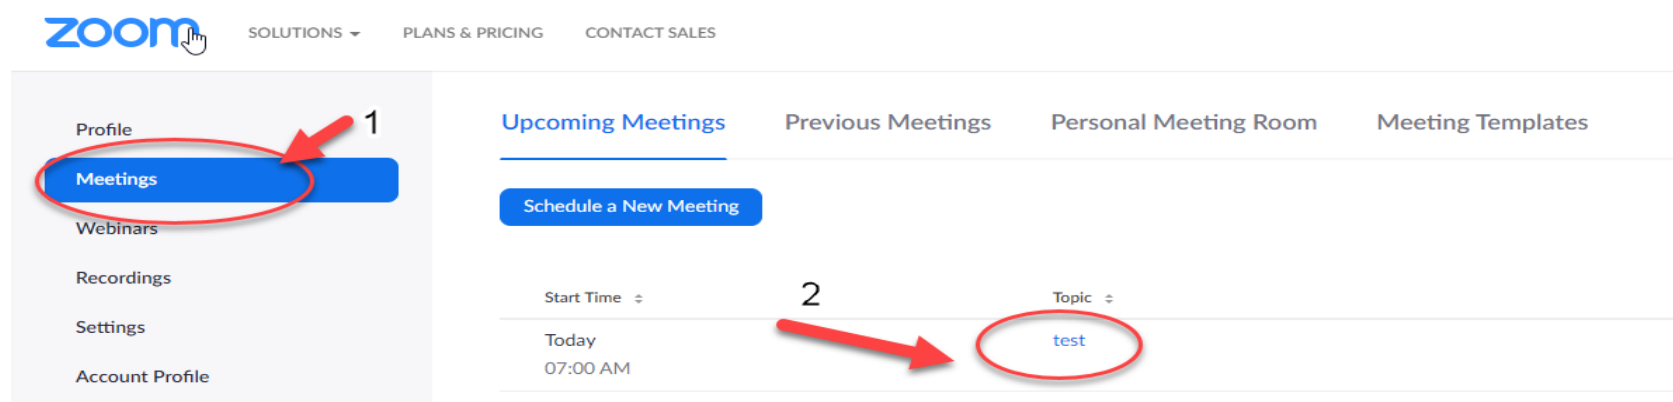 zoom
SOLUTIONS PLANS & PRICING CONTACT SALES
Profile
1
Meetings
Webinars
Recordings
Settings
Account Profile
Upcoming Meetings Previous Meetings Personal Meeting Room Meeting Templates
Schedule a New Meeting
Start Time 2 Topic
Today test
07:00 AM